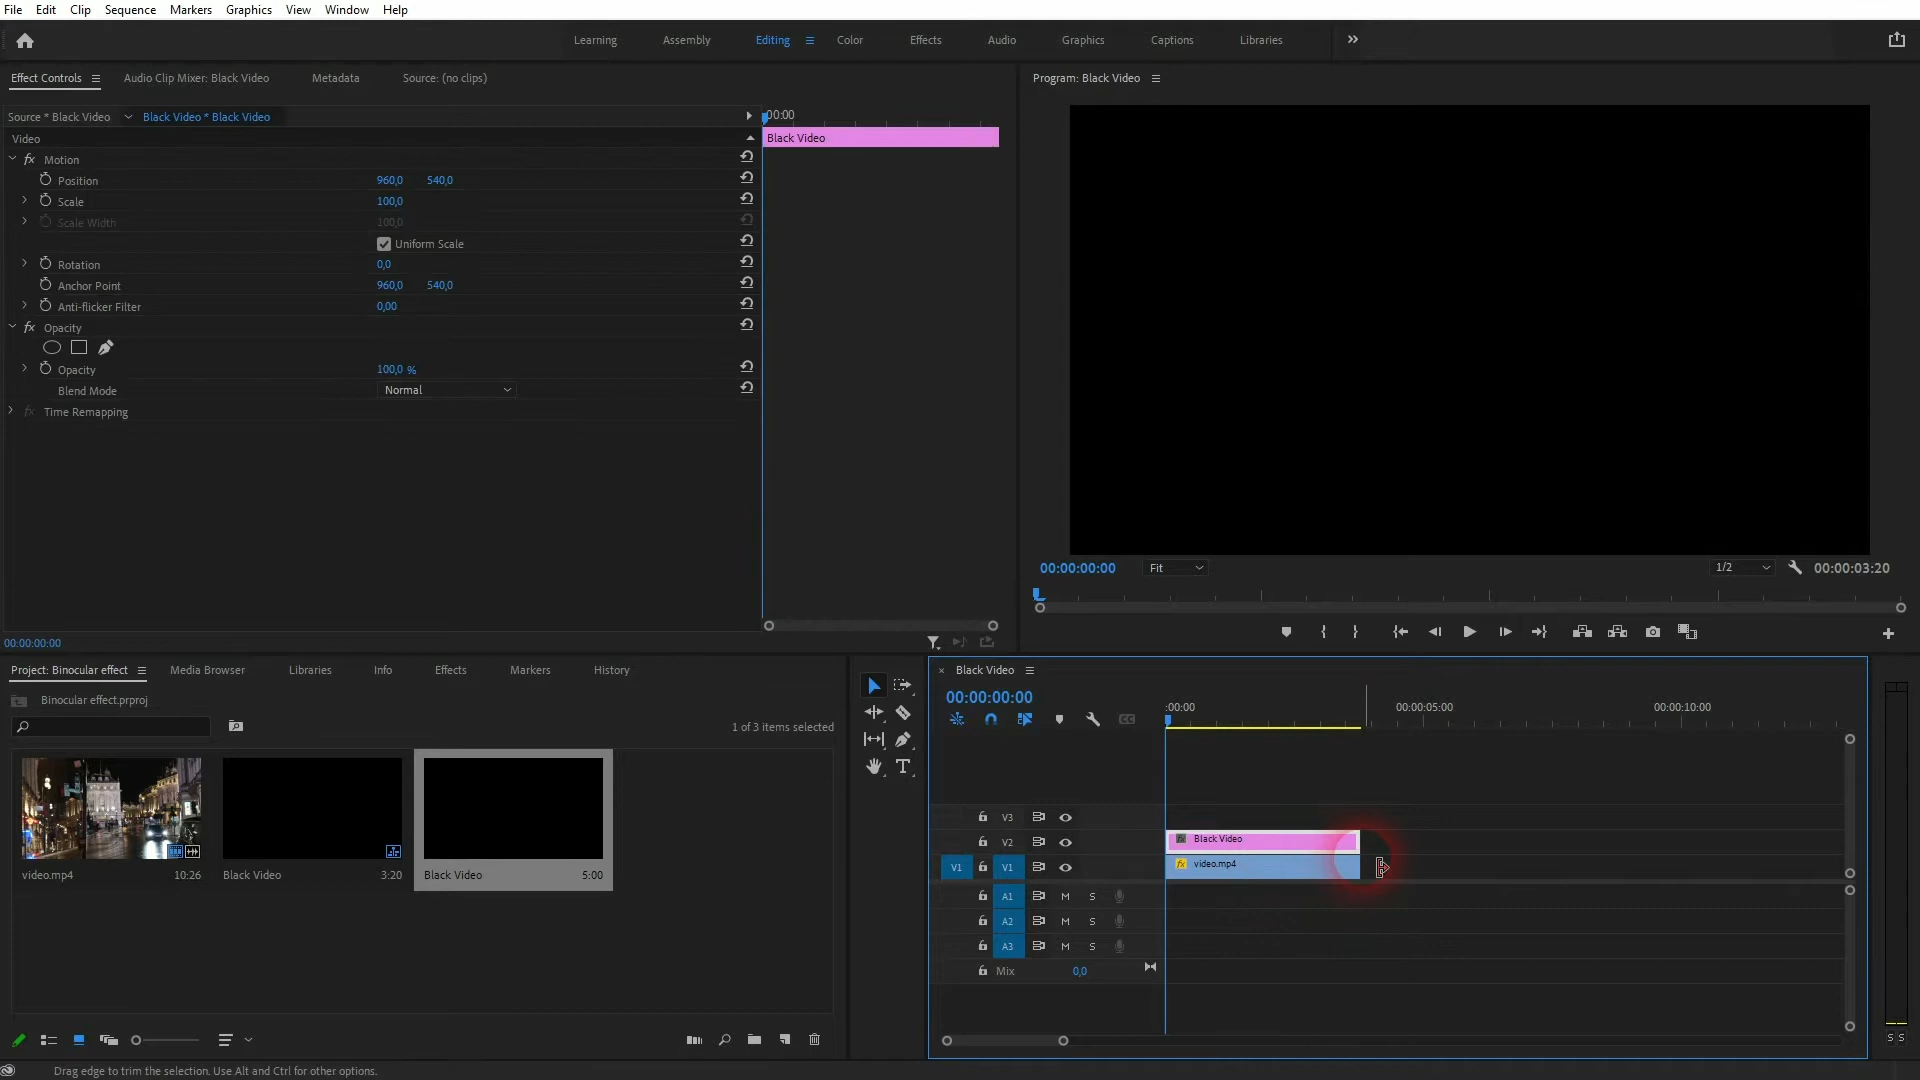 File Edit Clip Sequence Markers Graphics View Window Help
Learning Assembly Editing Color Effects Audio Graphics Captions Libraries
Effect Controls Audio Clip Mixer: Black Video Metadata Source: (no clips)
Program: Black Video
Source * Black Video Black Video * Black Video
:00:00
Video
Black Video
fx Motion
Position 960,0 540,0
Scale 100,0
Scale Width 100,0
Uniform Scale
Rotation 0,0
Anchor Point 960,0 540,0
Anti-flicker Filter 0,00
fx Opacity
Opacity 100,0 %
Blend Mode Normal
fx Time Remapping
00:00:00:00 Fit 1/2 00:00:03:20
00:00:00:00
Project: Binocular effect Media Browser Libraries Info Effects Markers History
Binocular effect.prproj
1 of 3 items selected
video.mp4 10:26
Black Video 3:20
Black Video 5:00
Black Video
00:00:00:00
:00:00 00:00:05:00 00:00:10:00
V3
V2 fx Black Video
V1 V1 fx video.mp4
A1 M S
A2 M S
A3 M S
Mix 0,0
S S
Drag edge to trim the selection. Use Alt and Ctrl for other options.